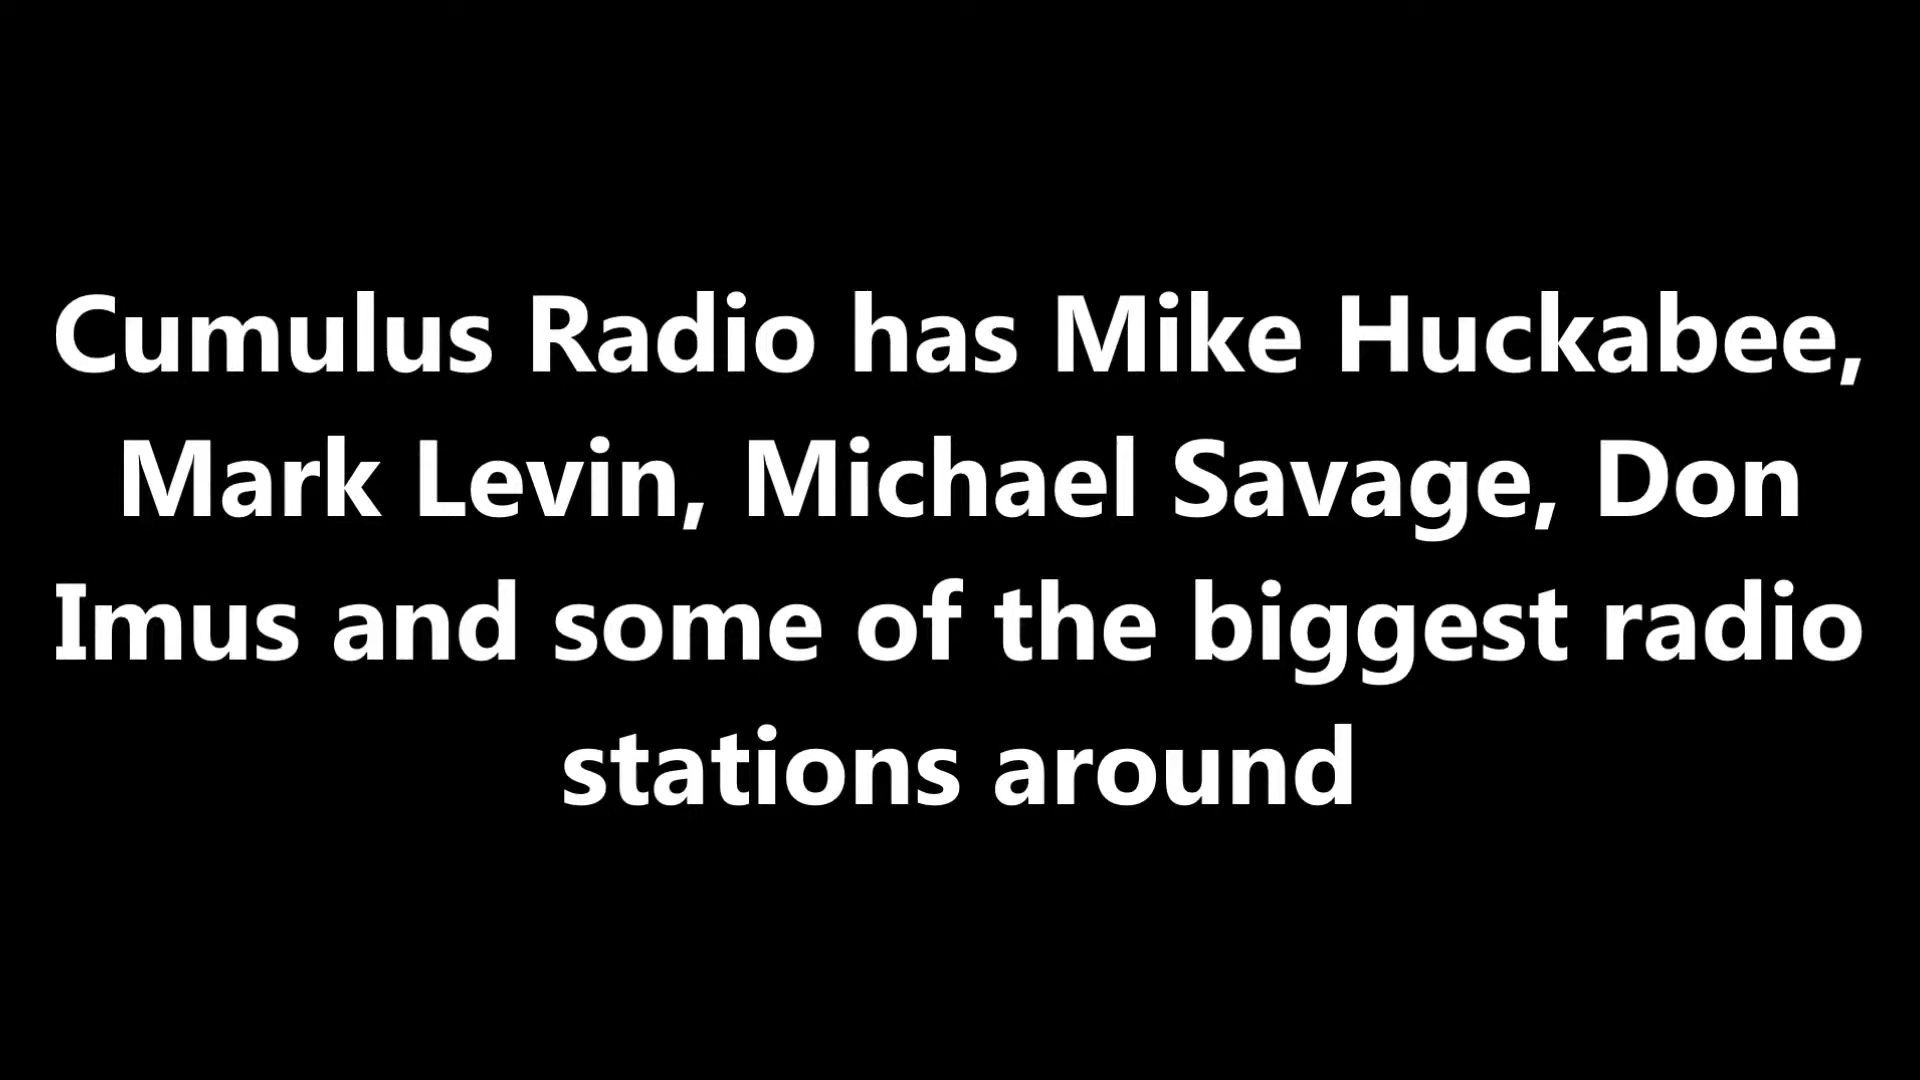 Cumulus Radio has Mike Huckabee,
Mark Levin, Michael Savage, Don
Imus and some of the biggest radio
stations around